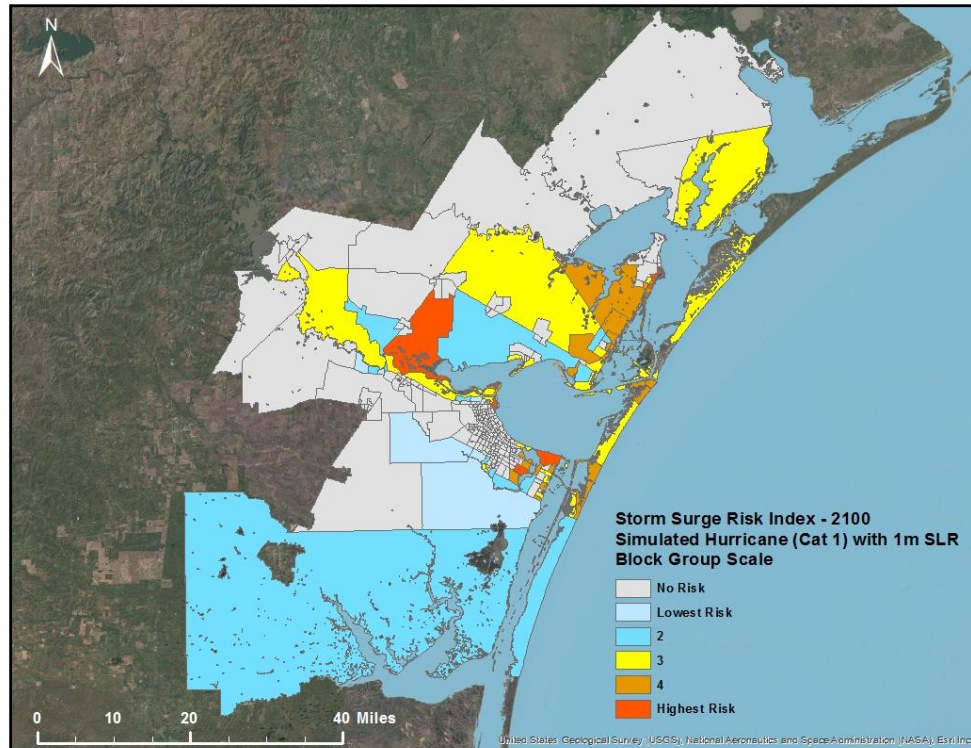 N
Storm Surge Risk Index - 2100
Simulated Hurricane (Cat 1) with 1m SLR
Block Group Scale
No Risk
Lowest Risk
2
3
4
Highest Risk
0 20 40 Miles
United States Geological Survey (USGS), National Aeronautics and Space Administration (NASA), Esri Inc